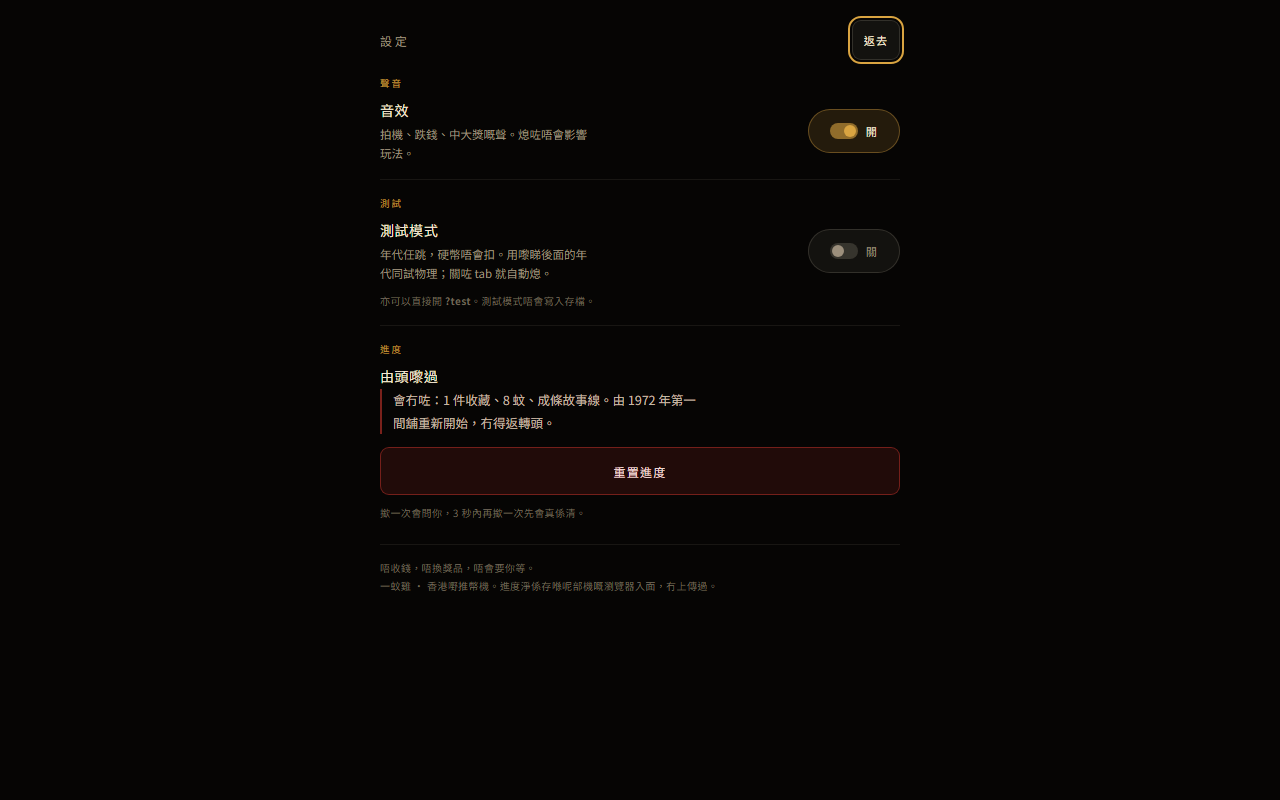 設定
返去
聲音
音效
拍機、跌錢、中大獎嘅聲。熄咗唔會影響
玩法。
開
測試
測試模式
年代任跳，硬幣唔會扣。用嚟睇後面的年
代同試物理；關咗 tab 就自動熄。
關
亦可以直接開 ?test。測試模式唔會寫入存檔。
進度
由頭嚟過
會冇咗：1 件收藏、8 蚊、成條故事線。由 1972 年第一
間舖重新開始，冇得返轉頭。
重置進度
撳一次會問你，3 秒內再撳一次先會真係清。
唔收錢，唔換獎品，唔會要你等。
一蚊雞 · 香港嘢推幣機。進度淨係存喺呢部機嘅瀏覽器入面，冇上傳過。